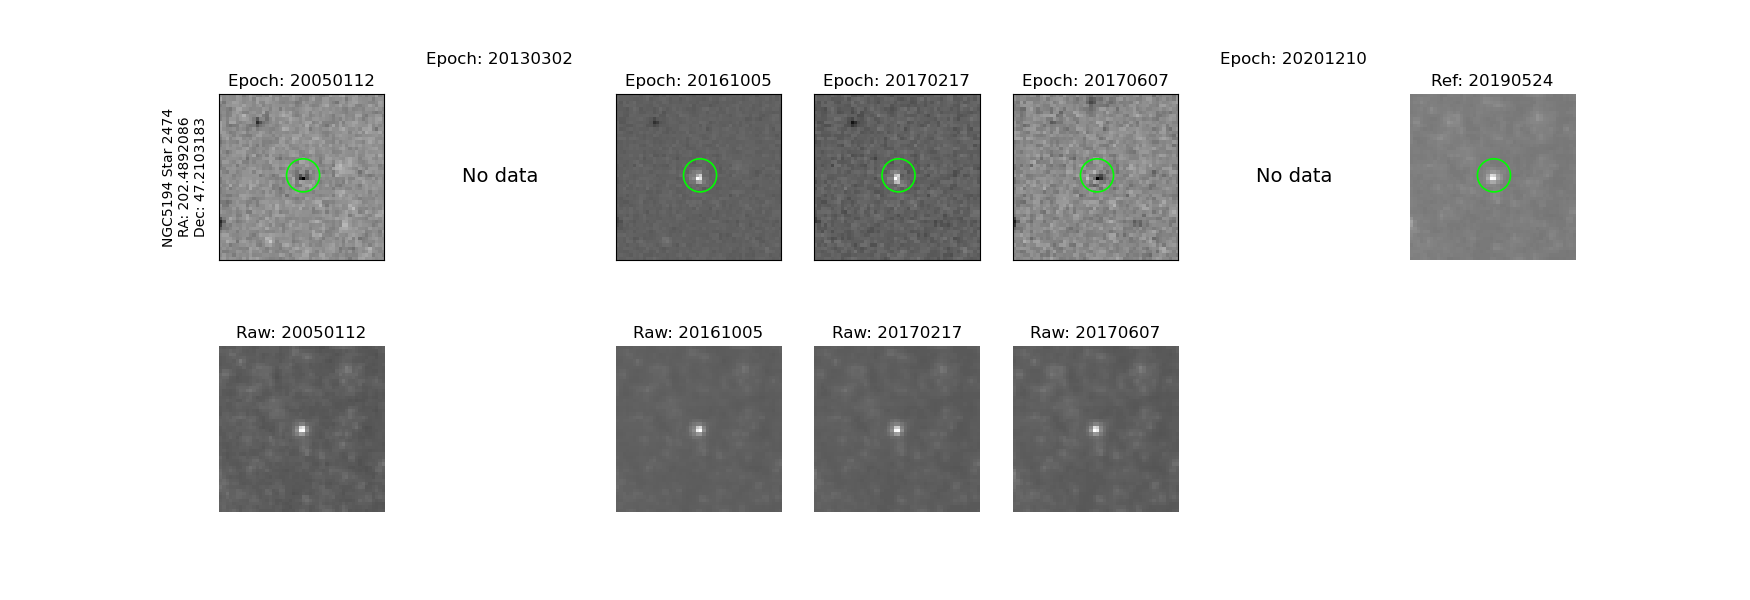 Epoch: 20130302
Epoch: 20201210
Epoch: 20050112
Epoch: 20161005
Epoch: 20170217
Epoch: 20170607
Ref: 20190524
NGC5194 Star 2474
RA: 202.4892086
Dec: 47.2103183
No data
No data
Raw: 20050112
Raw: 20161005
Raw: 20170217
Raw: 20170607